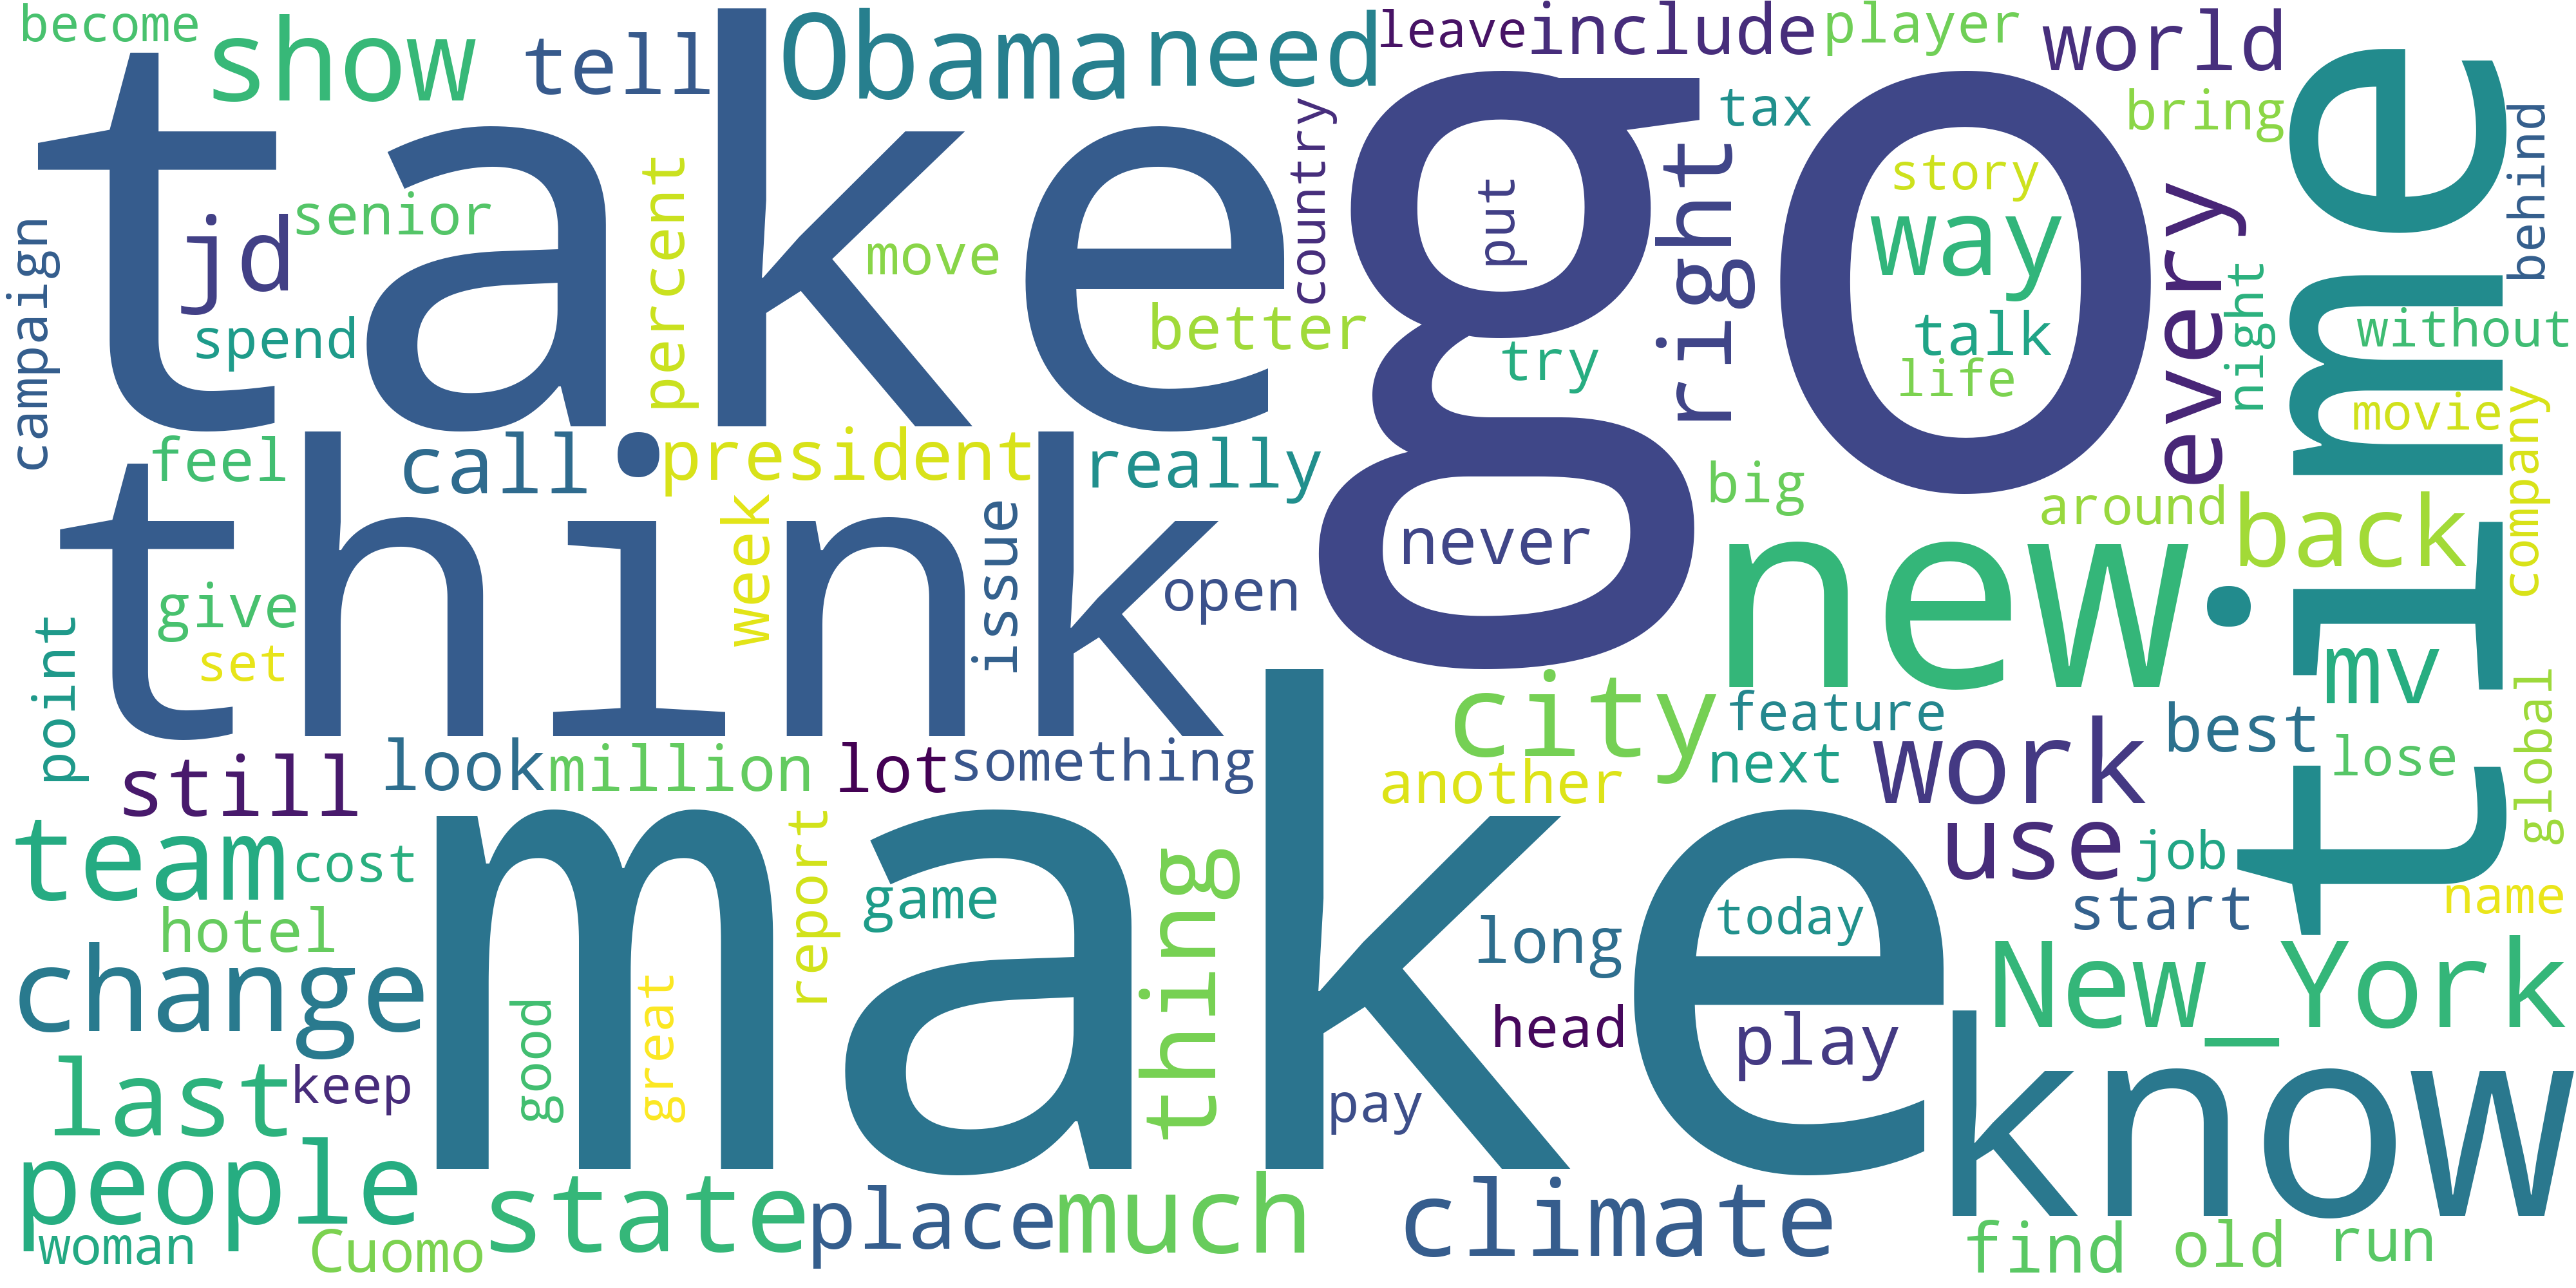 become
show
tell
Obama
need
leave
include
player
world
take
go
time
tax
bring
behind
country
percent
right
story
way
put
every
jd
senior
move
campaign
spend
better
try
talk
life
night
without
movie
company
feel
call
president
really
big
around
back
think
week
issue
never
new
open
give
set
point
mv
city
feature
next
work
best
lose
global
still
look
million
lot
something
another
use
job
team
cost
make
report
game
thing
long
today
start
name
hotel
change
good
great
head
play
New_York
last
keep
pay
know
people
state
place
much
climate
woman
Cuomo
find
old
run